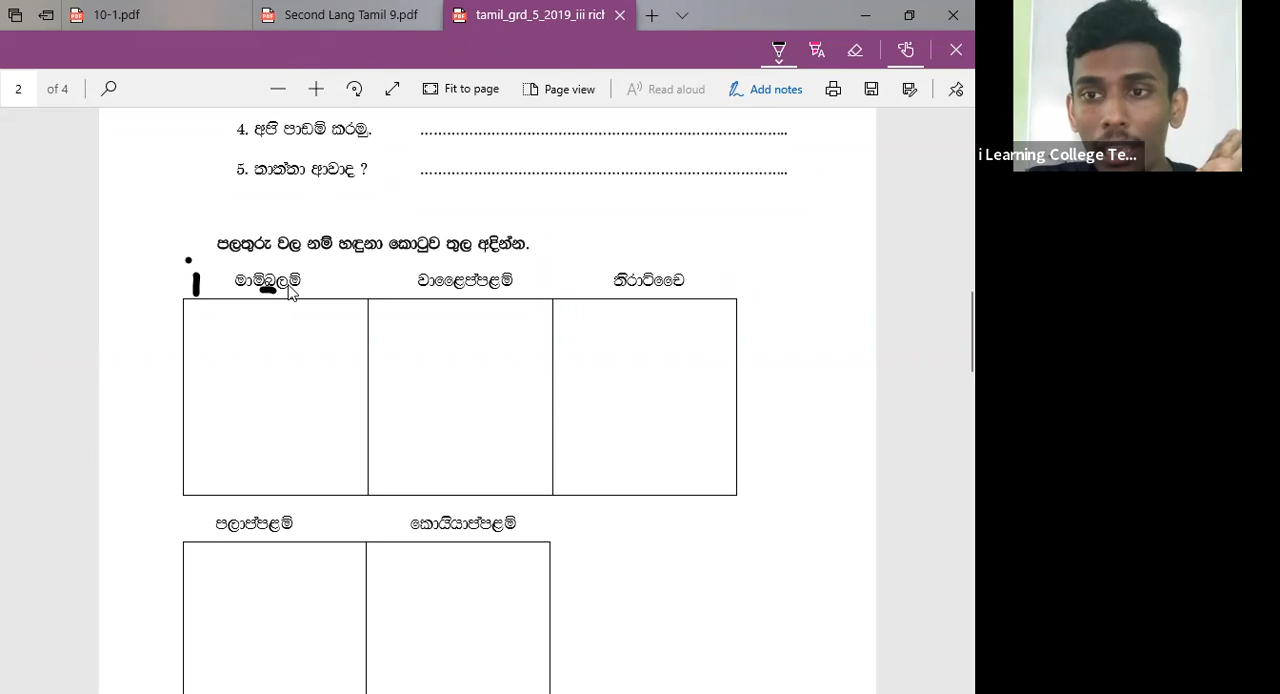 10-1.pdf
Second Lang Tamil 9.pdf
tamil_grd_5_2019_iii rich
2 of 4
Fit to page
Page view
Read aloud
Add notes
i Learning College Te...
4. අපි පාඩම් කරමු. ....................................................................................
5. තාත්තා ආවාද ? ....................................................................................
පලතුරු වල නම් හඳුනා කොටුව තුල අදින්න.
මාම්බලම් වාළෛප්පළම් තිරාට්චෛ
පලාප්පළම් කොයියාප්පළම්